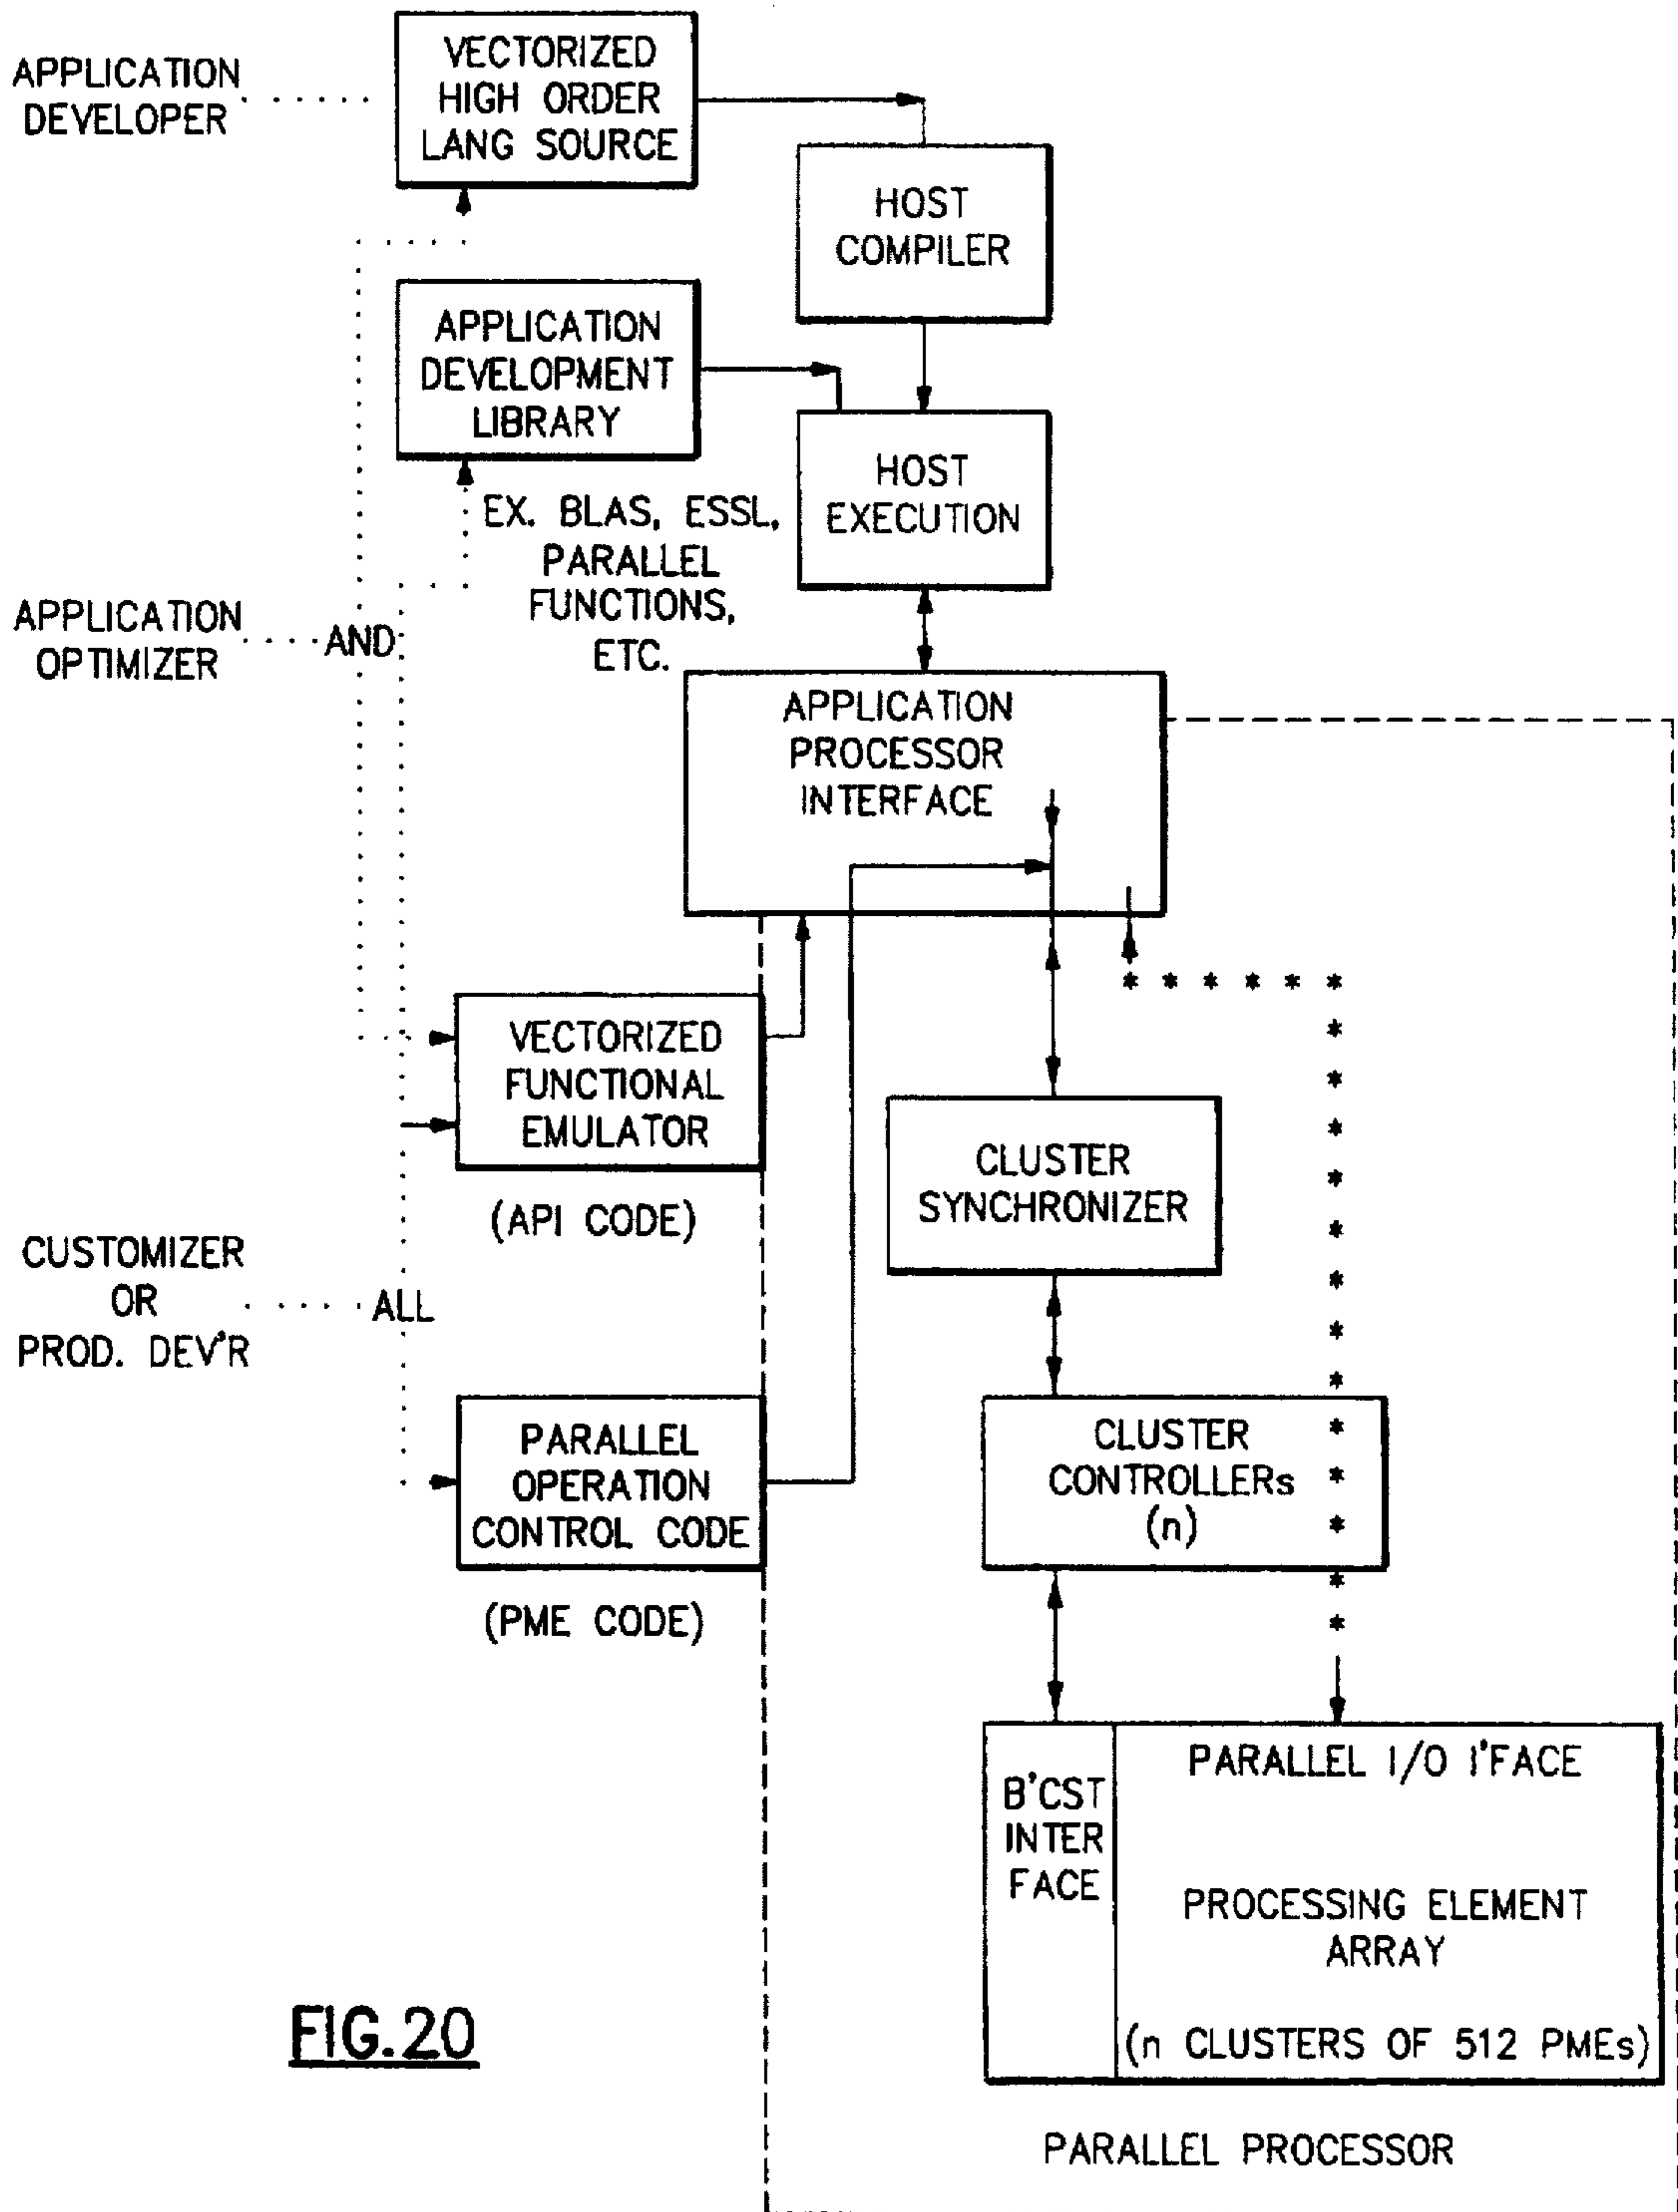 APPLICATION
DEVELOPER
VECTORIZED
HIGH ORDER
LANG SOURCE
HOST
COMPILER
APPLICATION
DEVELOPMENT
LIBRARY
EX. BLAS, ESSL,
PARALLEL
FUNCTIONS,
ETC.
HOST
EXECUTION
APPLICATION
OPTIMIZER
AND
APPLICATION
PROCESSOR
INTERFACE
VECTORIZED
FUNCTIONAL
EMULATOR
(API CODE)
CLUSTER
SYNCHRONIZER
CUSTOMIZER
OR
PROD. DEV'R
ALL
PARALLEL
OPERATION
CONTROL CODE
(PME CODE)
CLUSTER
CONTROLLERs
(n)
B'CST
INTER
FACE
PARALLEL I/O I'FACE
PROCESSING ELEMENT
ARRAY
(n CLUSTERS OF 512 PMEs)
PARALLEL PROCESSOR
FIG.20